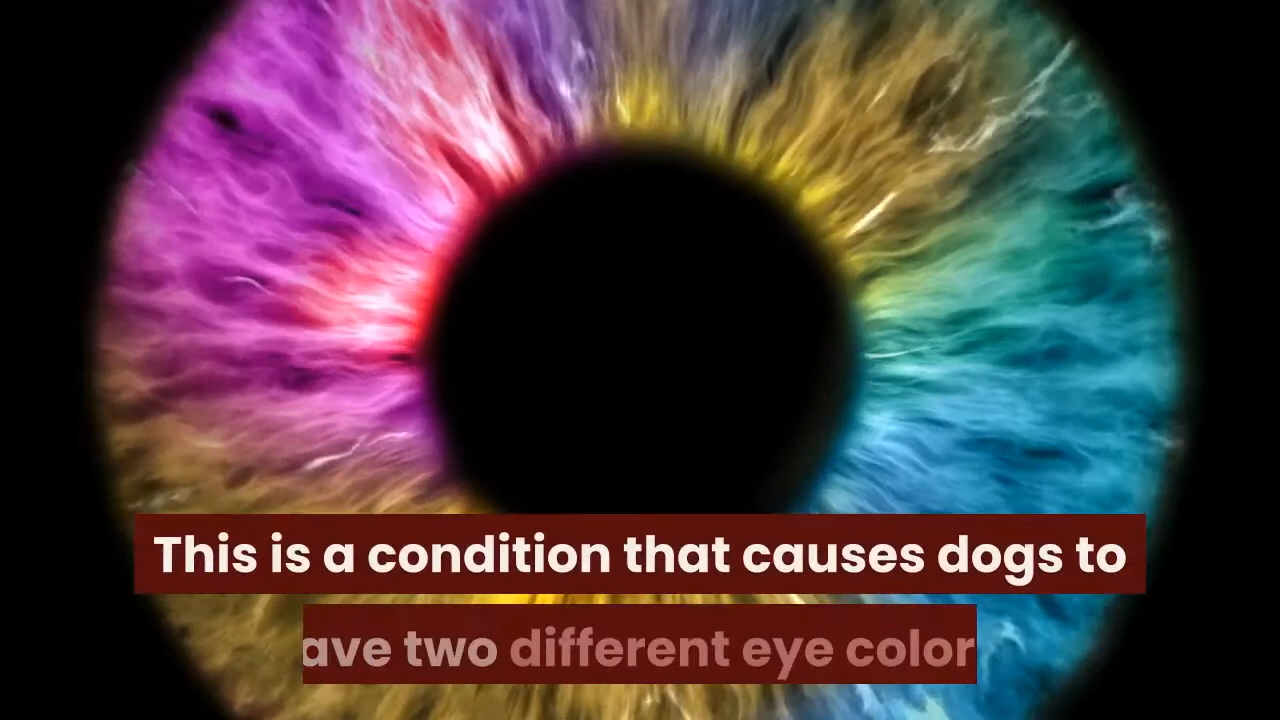 This is a condition that causes dogs to
ave two different eye color